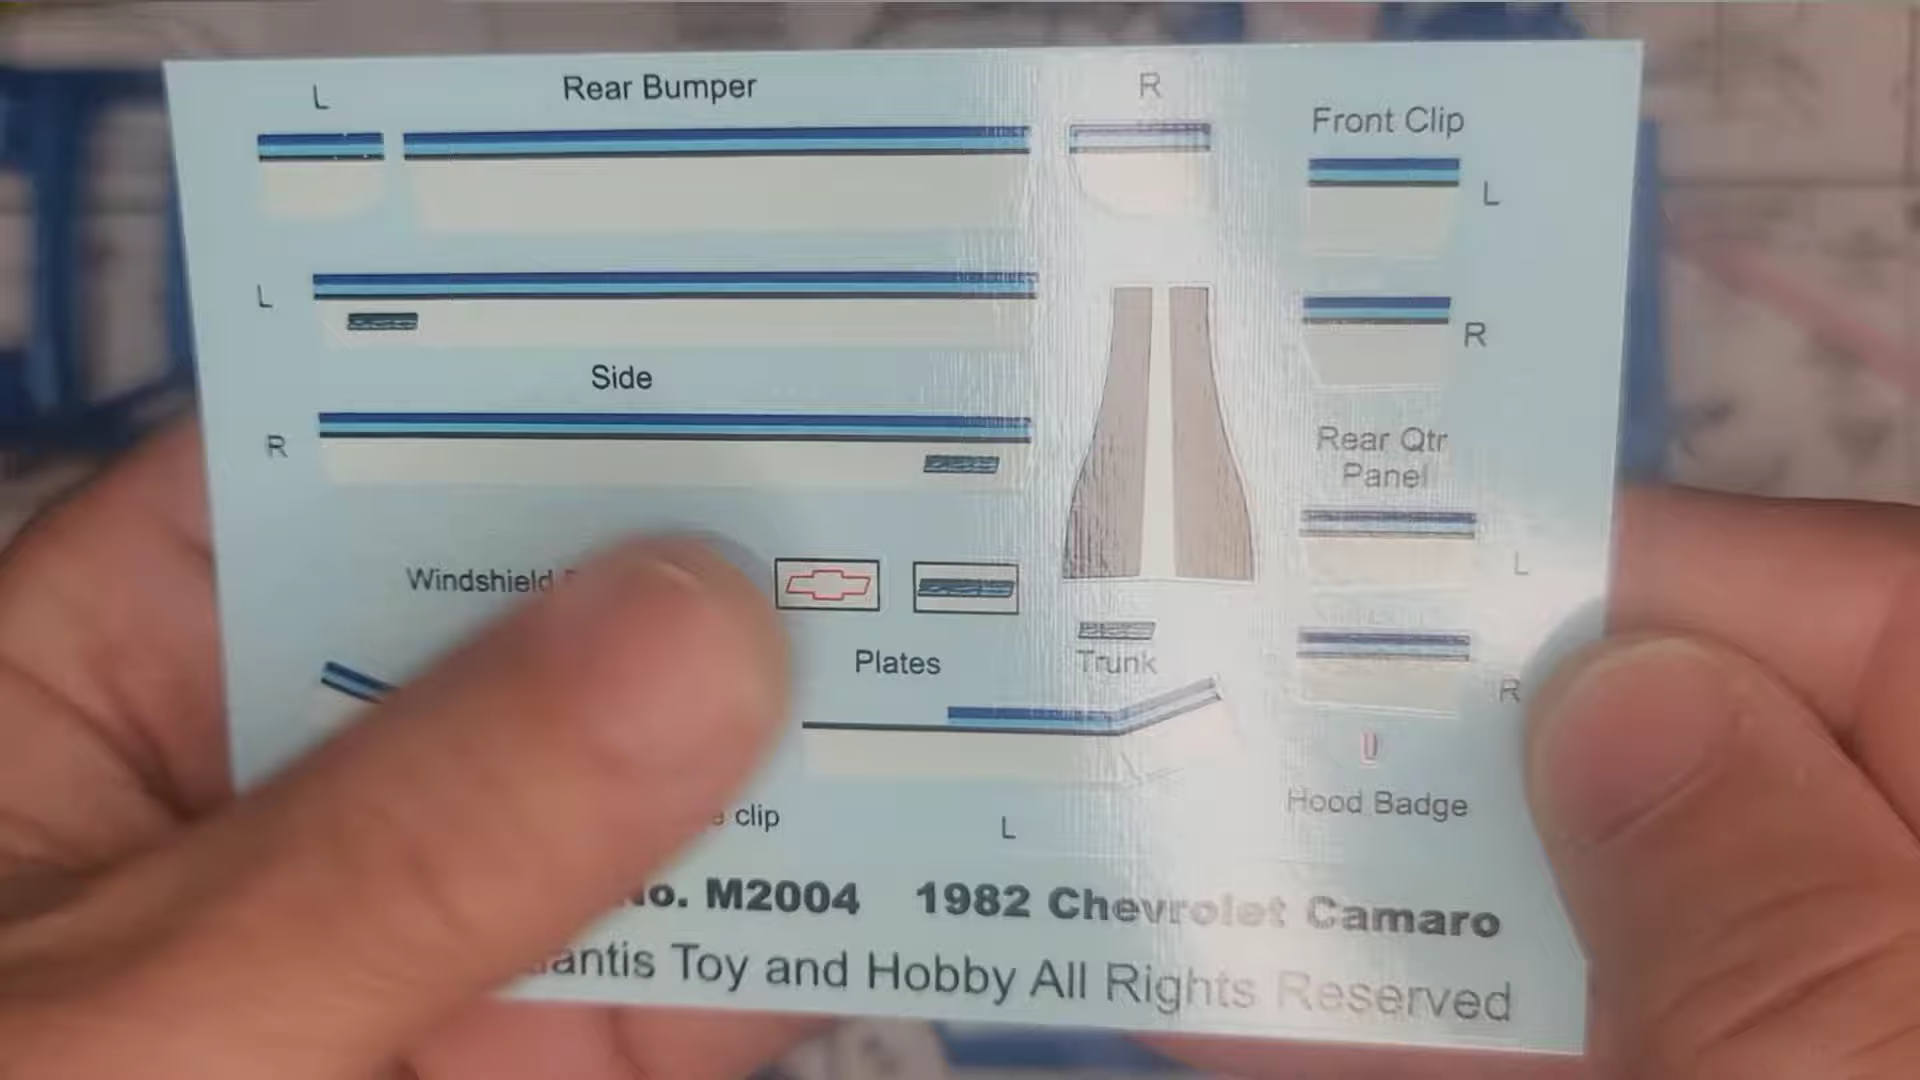 L Rear Bumper R
Front Clip
L
L
R
Side
R
Rear Qtr
Panel
L
Windshield
Plates
Trunk
R
Hood Badge
clip L
No. M2004 1982 Chevrolet Camaro
Toy and Hobby All Rights Reserved